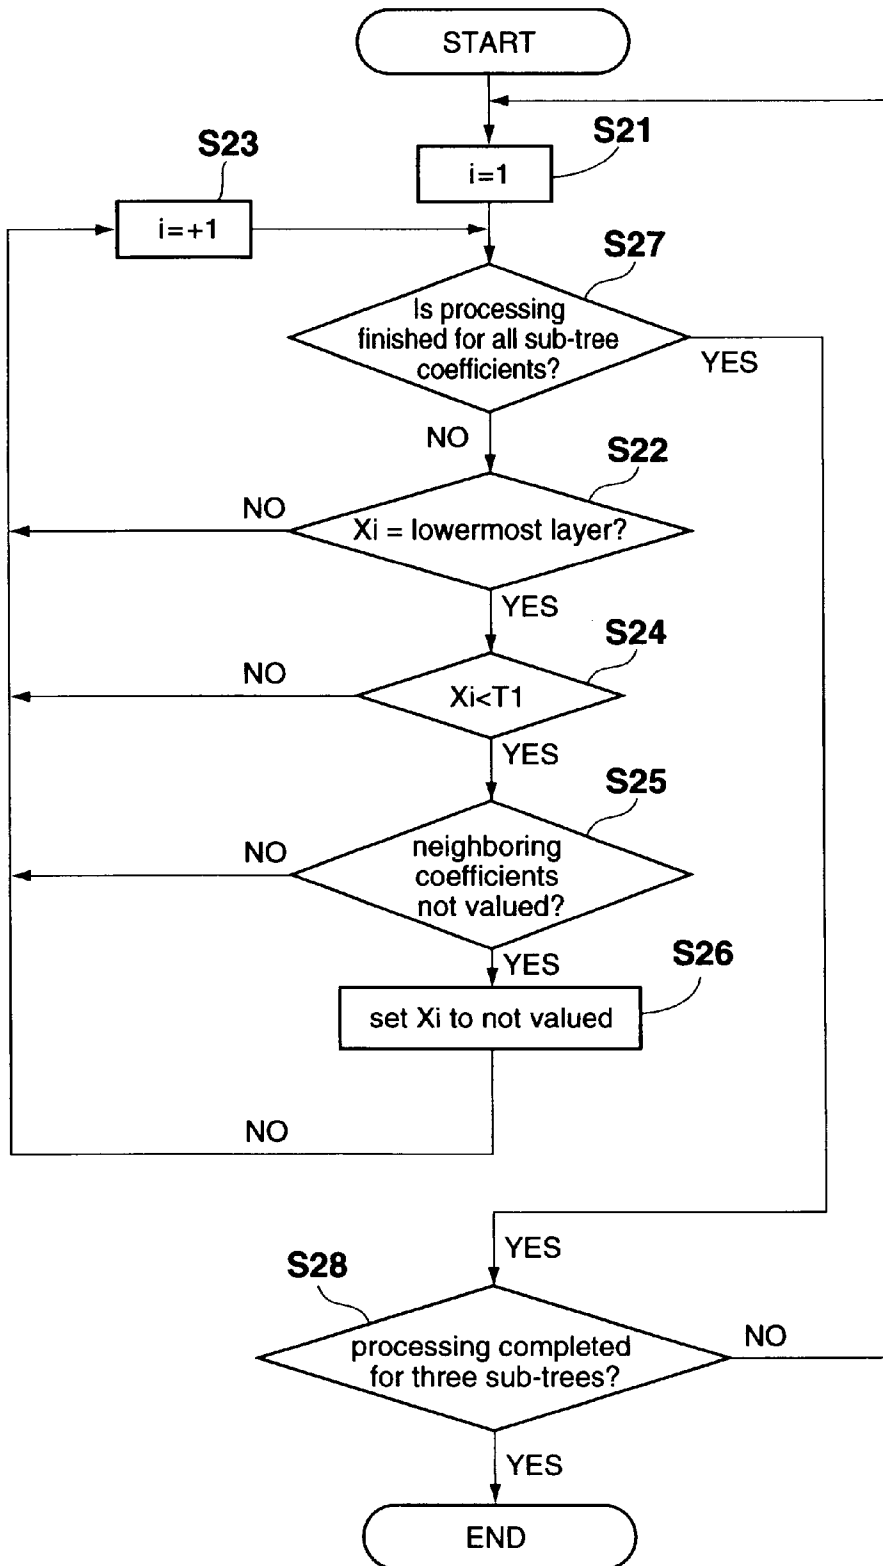 START
S21
i=1
S23
i=+1
S27
Is processing
finished for all sub-tree
coefficients?
YES
NO
S22
Xi = lowermost layer?
NO
YES
S24
Xi<T1
NO
YES
S25
neighboring
coefficients
not valued?
NO
YES
S26
set Xi to not valued
NO
YES
S28
processing completed
for three sub-trees?
NO
YES
END